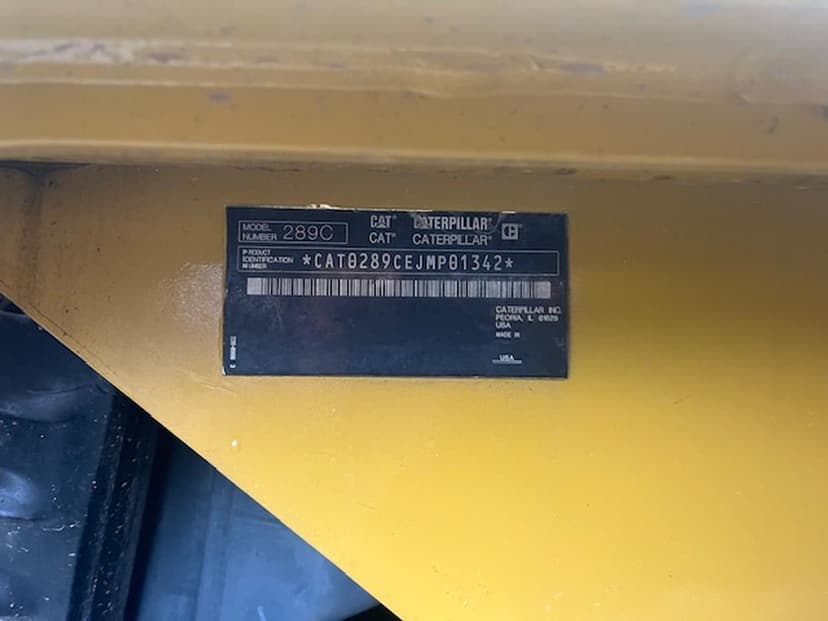 MODEL NUMBER 289C
CAT® CATERPILLAR®
CAT® CATERPILLAR®
PRODUCT IDENTIFICATION NUMBER *CAT0289CEJMP01342*
CATERPILLAR INC.
PEORIA, IL 61629
USA
MADE IN
USA